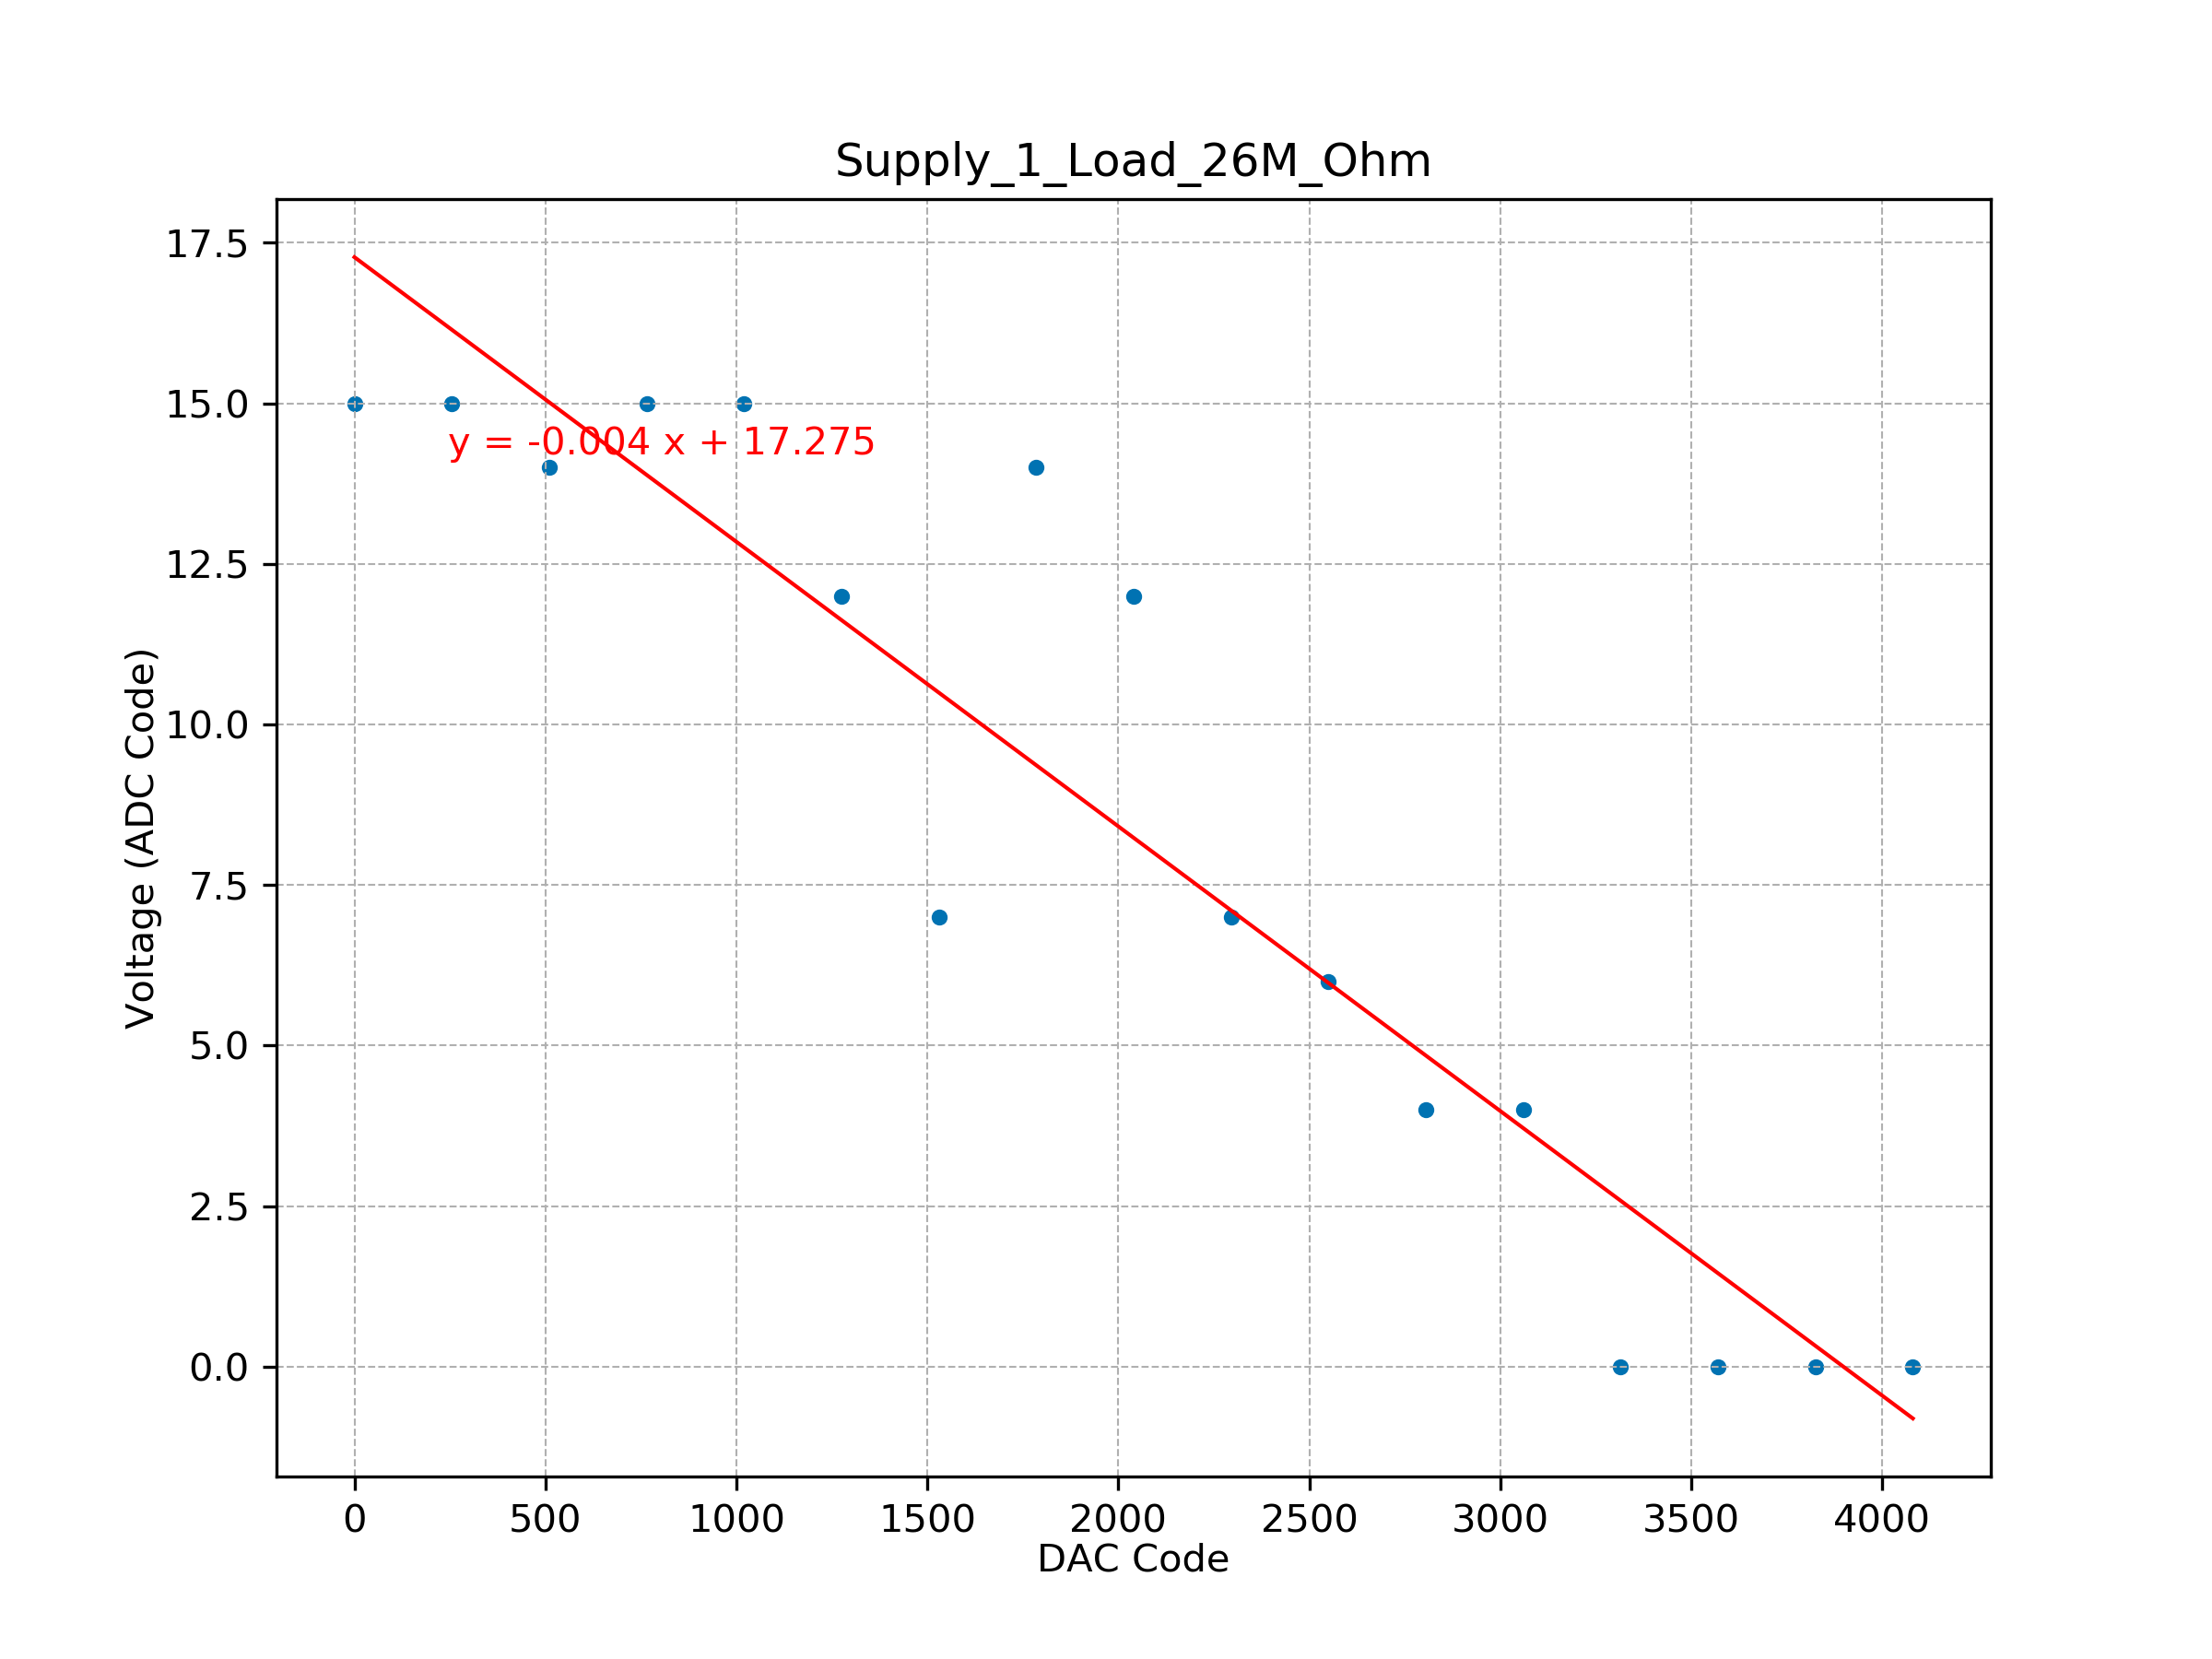 Supply_1_Load_26M_Ohm
17.5
15.0
12.5
10.0
7.5
5.0
2.5
0.0
Voltage (ADC Code)
y = -0.004 x + 17.275
0 500 1000 1500 2000 2500 3000 3500 4000
DAC Code